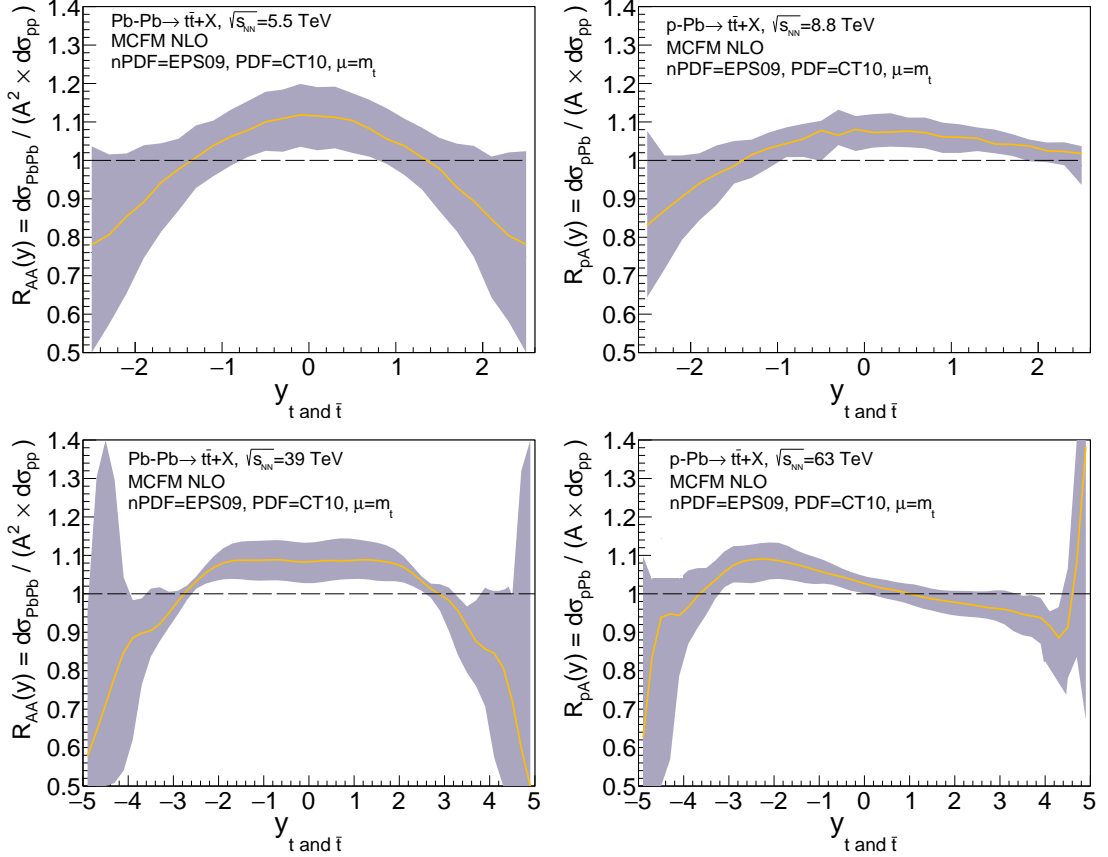 Pb-Pb→ tt̄+X, √s_NN=5.5 TeV
MCFM NLO
nPDF=EPS09, PDF=CT10, μ=m_t
R_AA(y) = dσ_PbPb / (A² × dσ_pp)
1.4
1.3
1.2
1.1
1
0.9
0.8
0.7
0.6
0.5
−2 −1 0 1 2
y_t and t̄
p-Pb→ tt̄+X, √s_NN=8.8 TeV
MCFM NLO
nPDF=EPS09, PDF=CT10, μ=m_t
R_pA(y) = dσ_pPb / (A × dσ_pp)
1.4
1.3
1.2
1.1
1
0.9
0.8
0.7
0.6
0.5
−2 −1 0 1 2
y_t and t̄
Pb-Pb→ tt̄+X, √s_NN=39 TeV
MCFM NLO
nPDF=EPS09, PDF=CT10, μ=m_t
R_AA(y) = dσ_PbPb / (A² × dσ_pp)
1.4
1.3
1.2
1.1
1
0.9
0.8
0.7
0.6
0.5
−5 −4 −3 −2 −1 0 1 2 3 4 5
y_t and t̄
p-Pb→ tt̄+X, √s_NN=63 TeV
MCFM NLO
nPDF=EPS09, PDF=CT10, μ=m_t
R_pA(y) = dσ_pPb / (A × dσ_pp)
1.4
1.3
1.2
1.1
1
0.9
0.8
0.7
0.6
0.5
−5 −4 −3 −2 −1 0 1 2 3 4 5
y_t and t̄